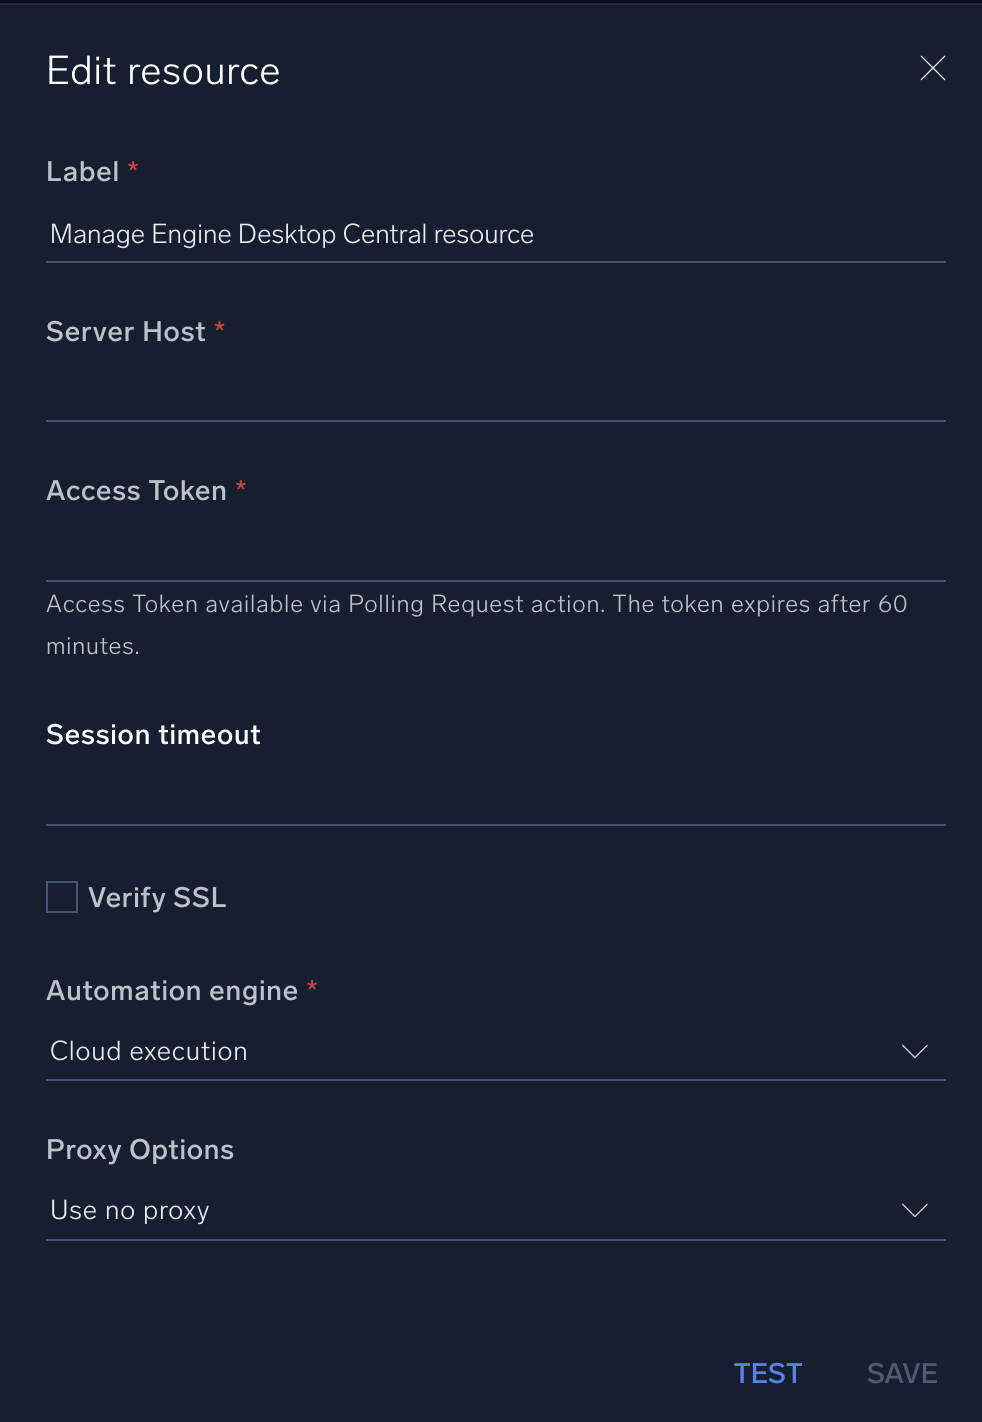 Edit resource
Label *
Manage Engine Desktop Central resource
Server Host *
Access Token *
Access Token available via Polling Request action. The token expires after 60
minutes.
Session timeout
Verify SSL
Automation engine *
Cloud execution
Proxy Options
Use no proxy
TEST SAVE